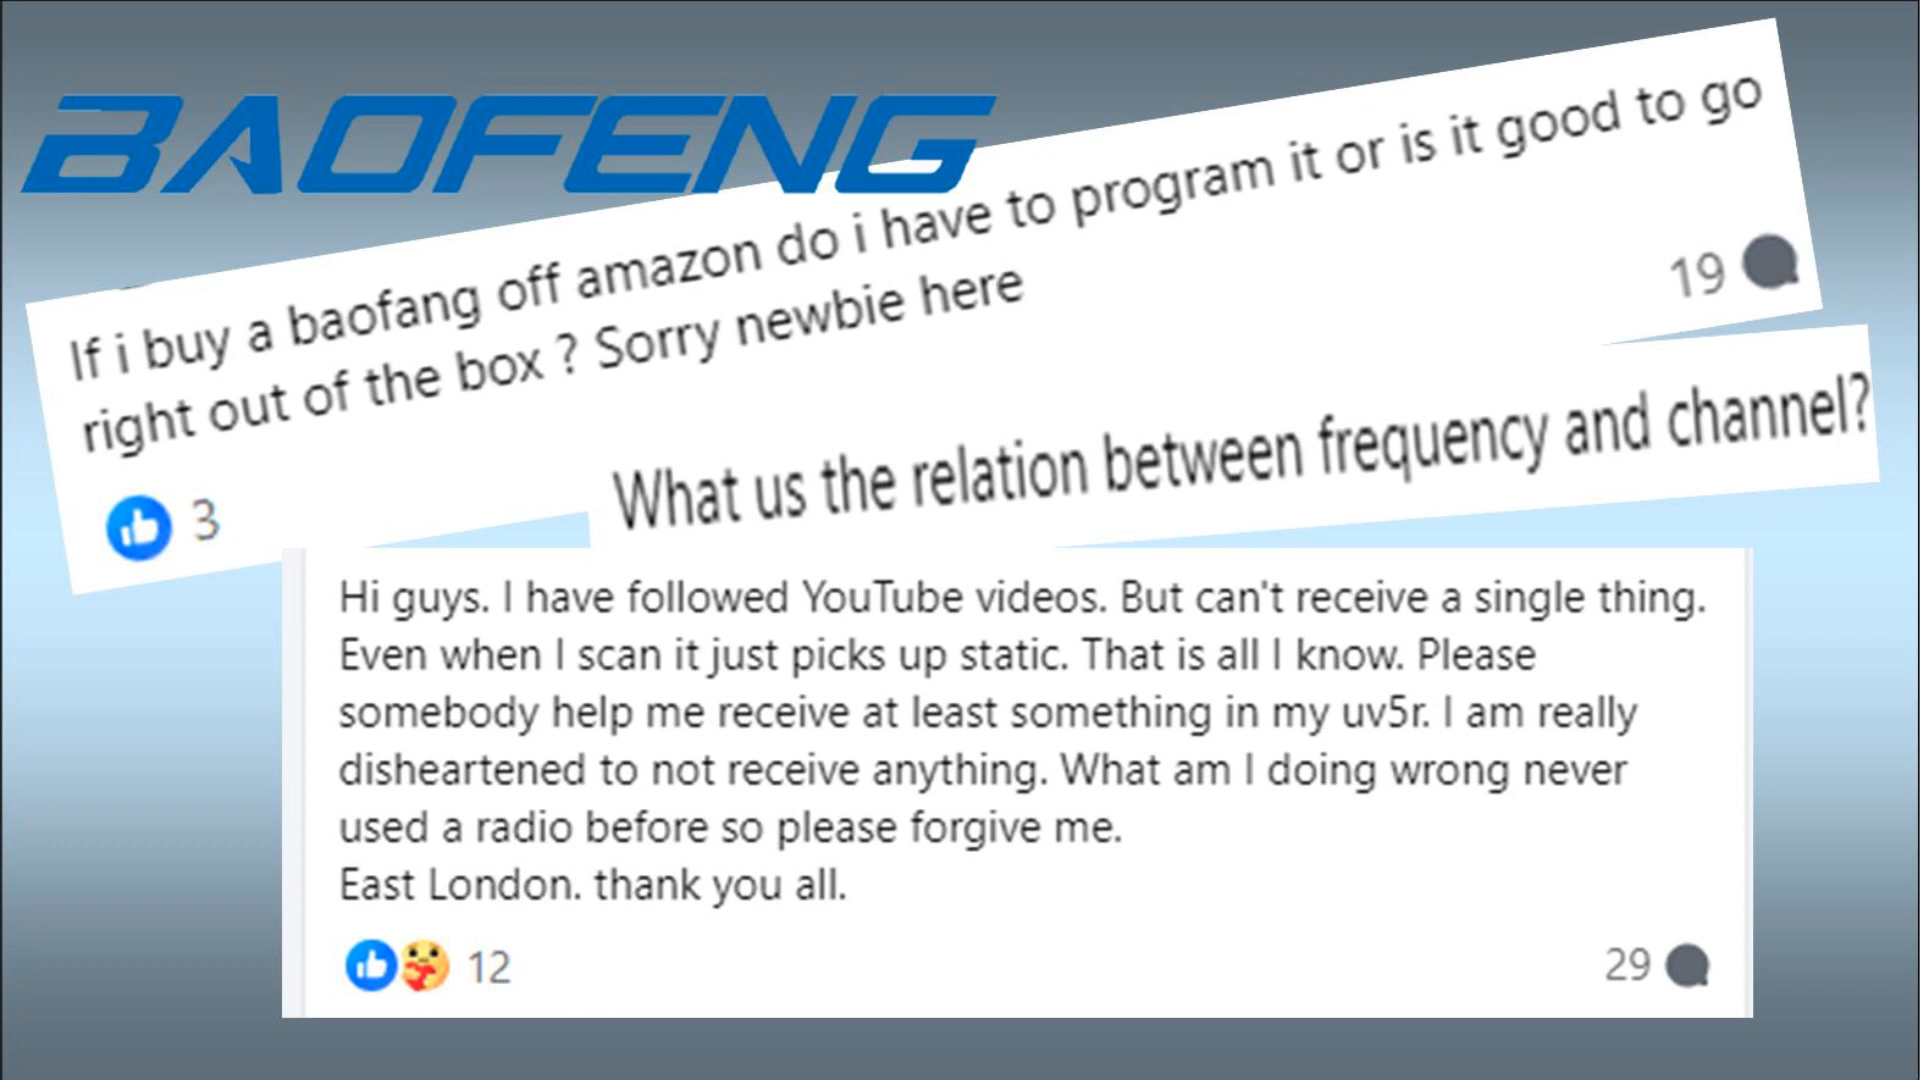 BAOFENG
If i buy a baofang off amazon do i have to program it or is it good to go
right out of the box ? Sorry newbie here
3
19
What us the relation between frequency and channel?
Hi guys. I have followed YouTube videos. But can't receive a single thing.
Even when I scan it just picks up static. That is all I know. Please
somebody help me receive at least something in my uv5r. I am really
disheartened to not receive anything. What am I doing wrong never
used a radio before so please forgive me.
East London. thank you all.
12
29